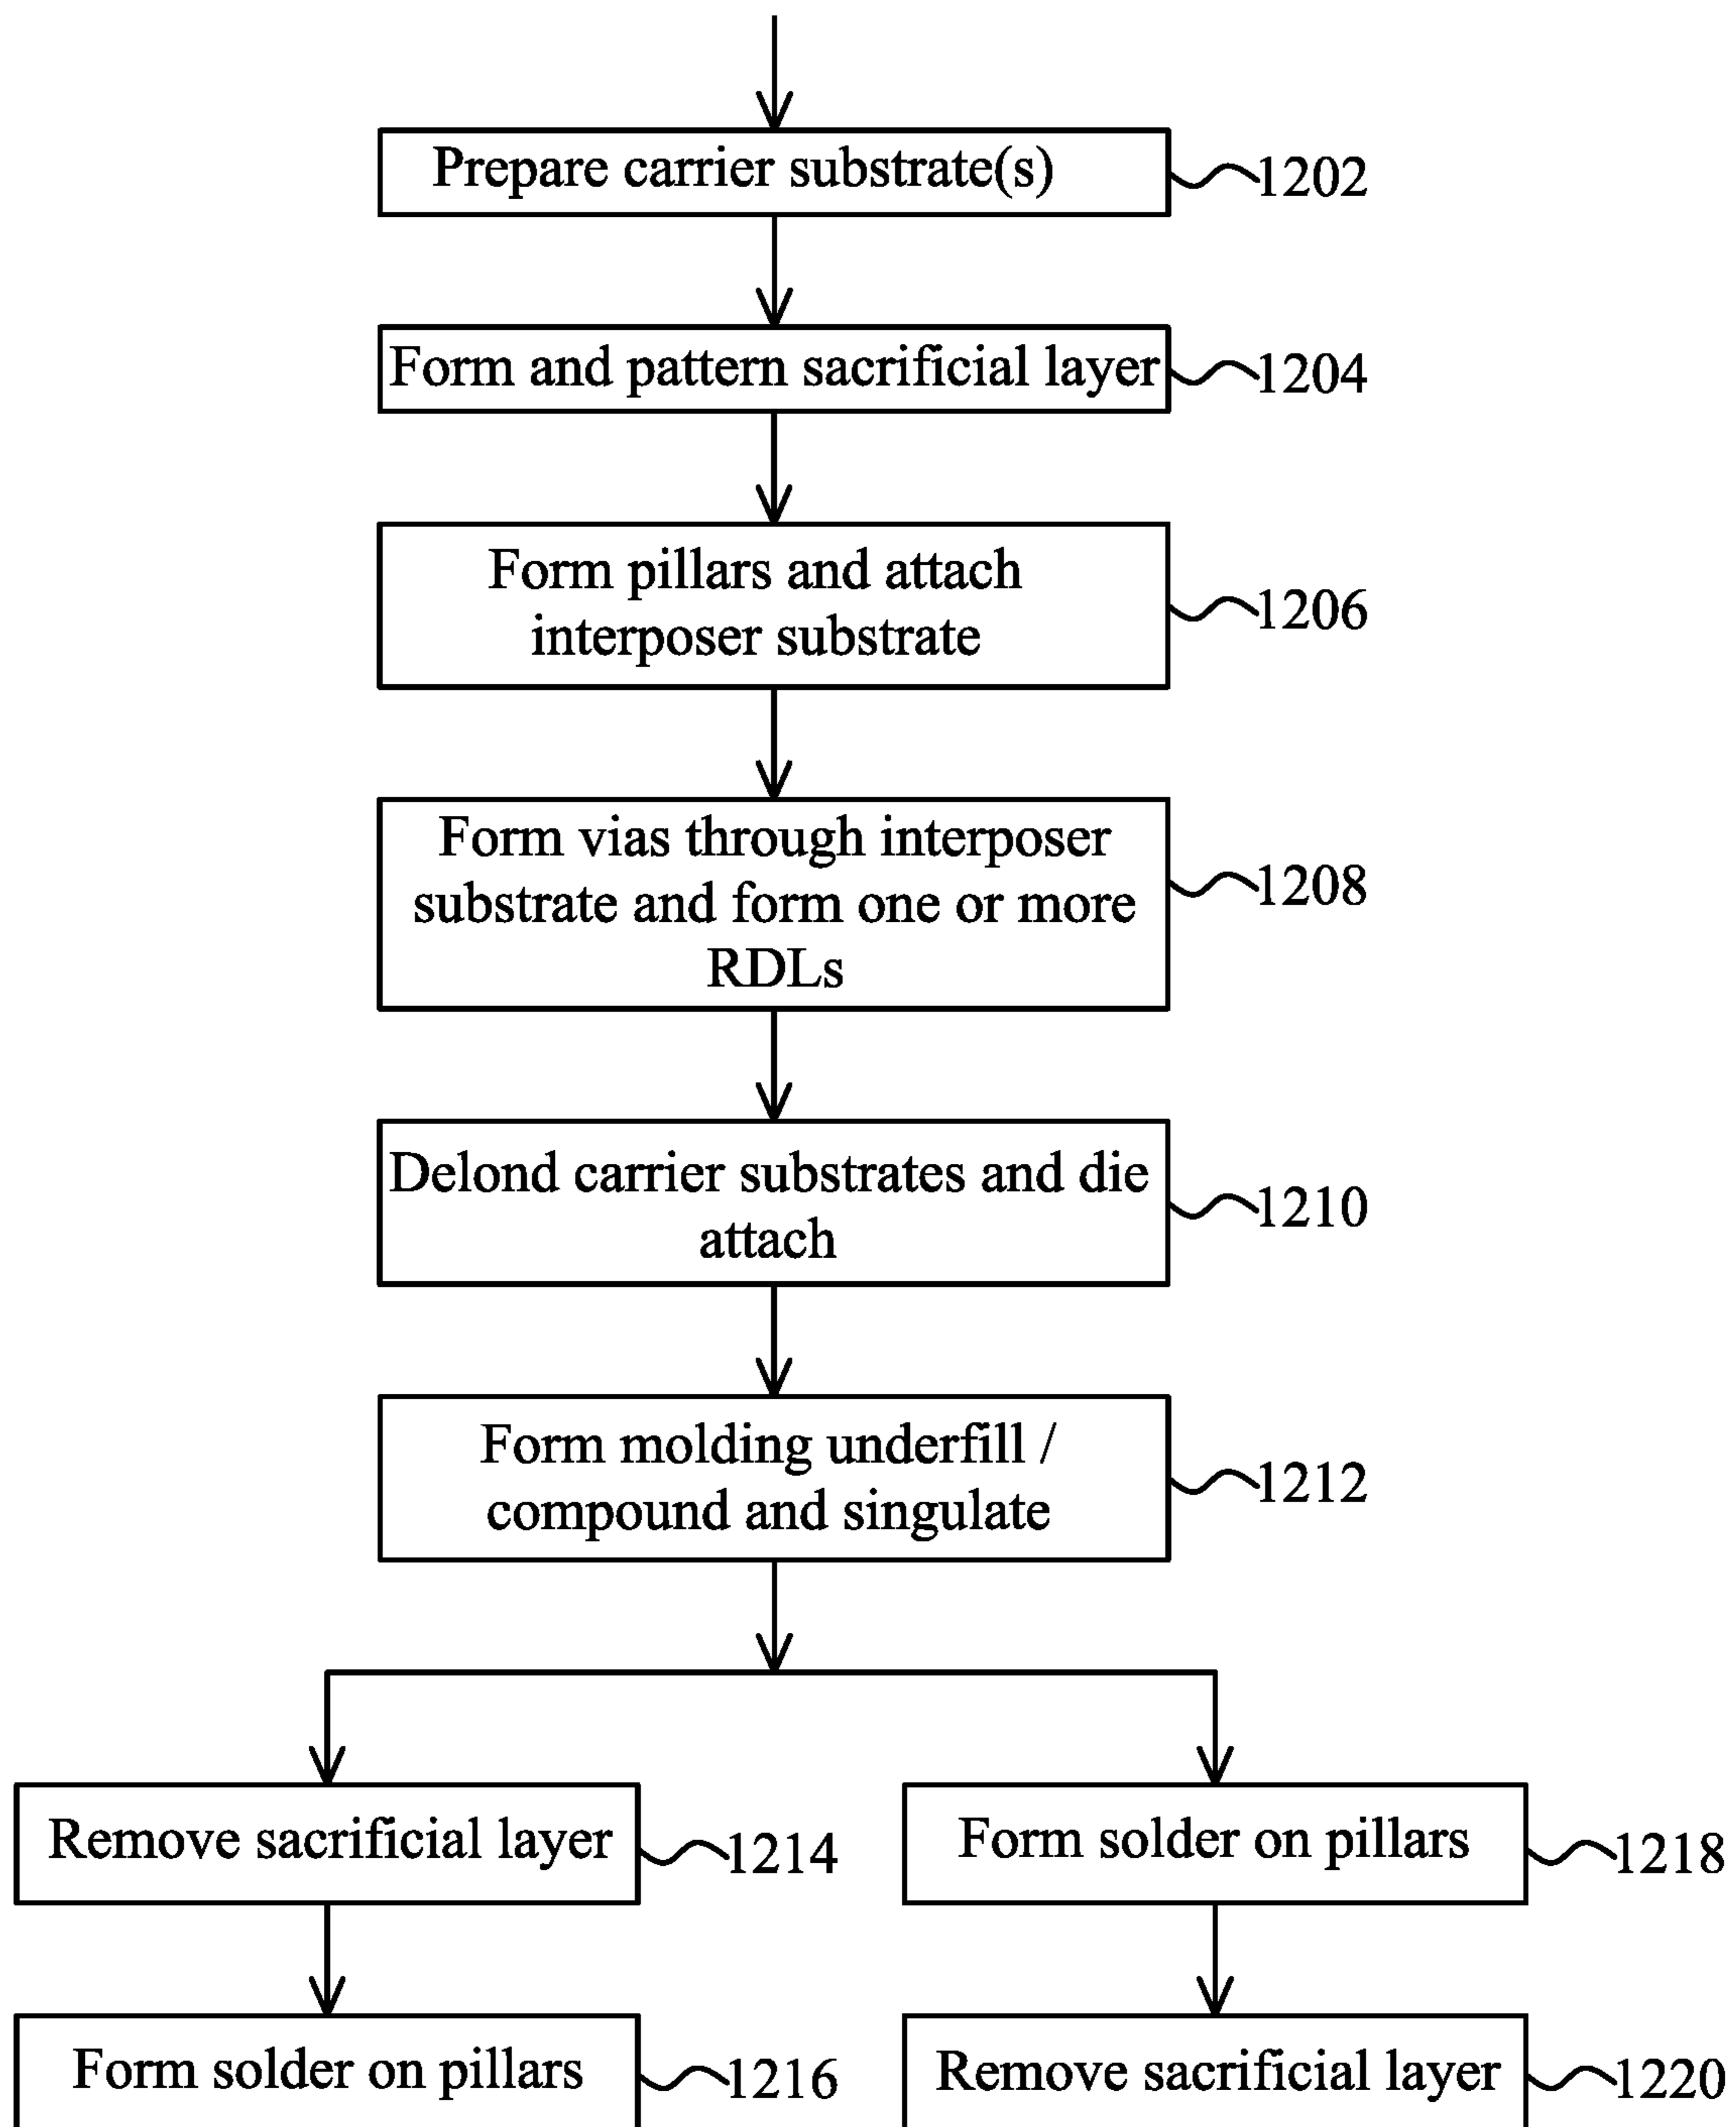 Prepare carrier substrate(s)
1202
Form and pattern sacrificial layer
1204
Form pillars and attach
interposer substrate
1206
Form vias through interposer
substrate and form one or more
RDLs
1208
Delond carrier substrates and die
attach
1210
Form molding underfill /
compound and singulate
1212
Remove sacrificial layer
1214
Form solder on pillars
1218
Form solder on pillars
1216
Remove sacrificial layer
1220